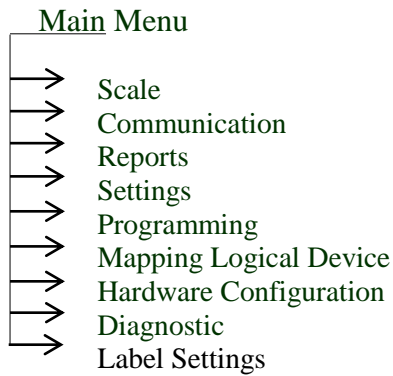 Main Menu
Scale
Communication
Reports
Settings
Programming
Mapping Logical Device
Hardware Configuration
Diagnostic
Label Settings